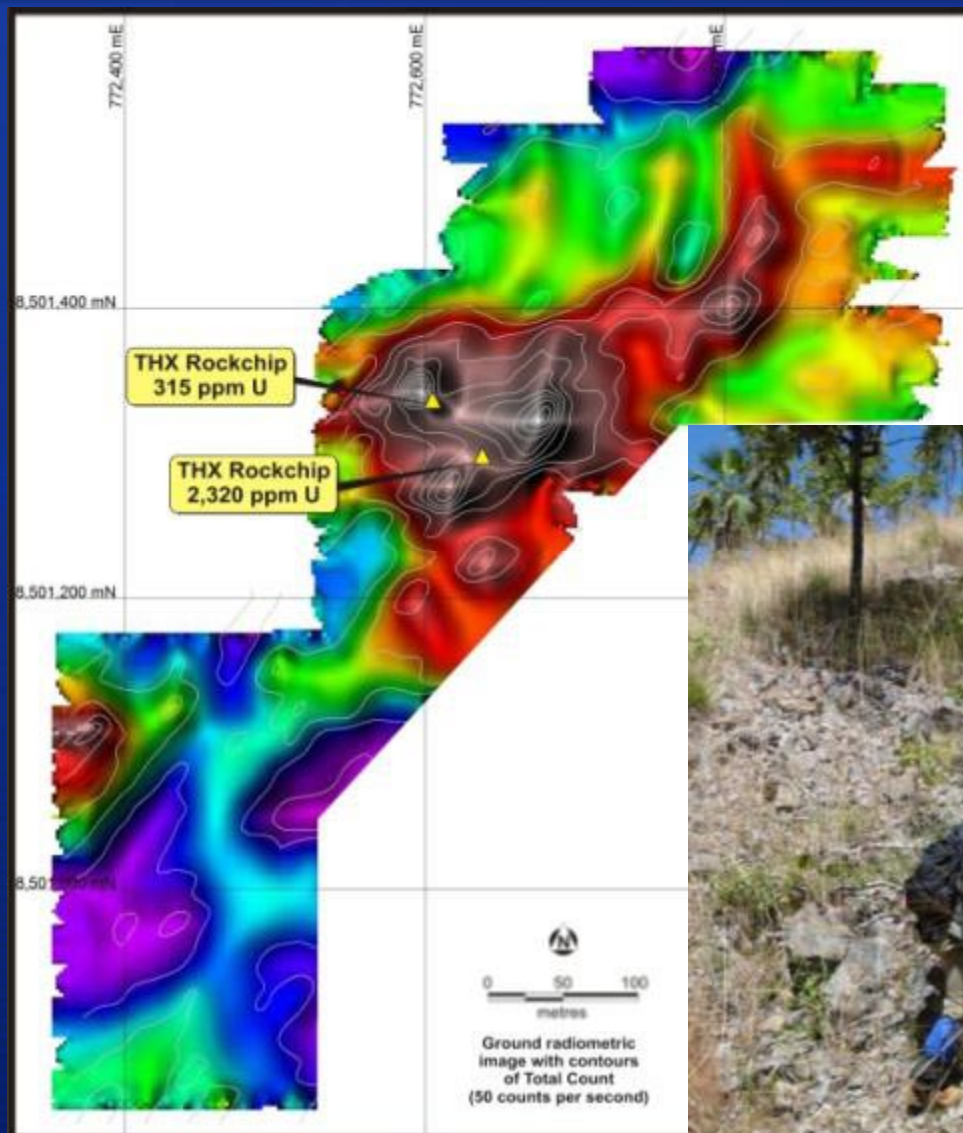 772,400 mE
772,600 mE
mE
8,501,400 mN
THX Rockchip
315 ppm U
THX Rockchip
2,320 ppm U
8,501,200 mN
N
0 50 100
metres
Ground radiometric
image with contours
of Total Count
(50 counts per second)